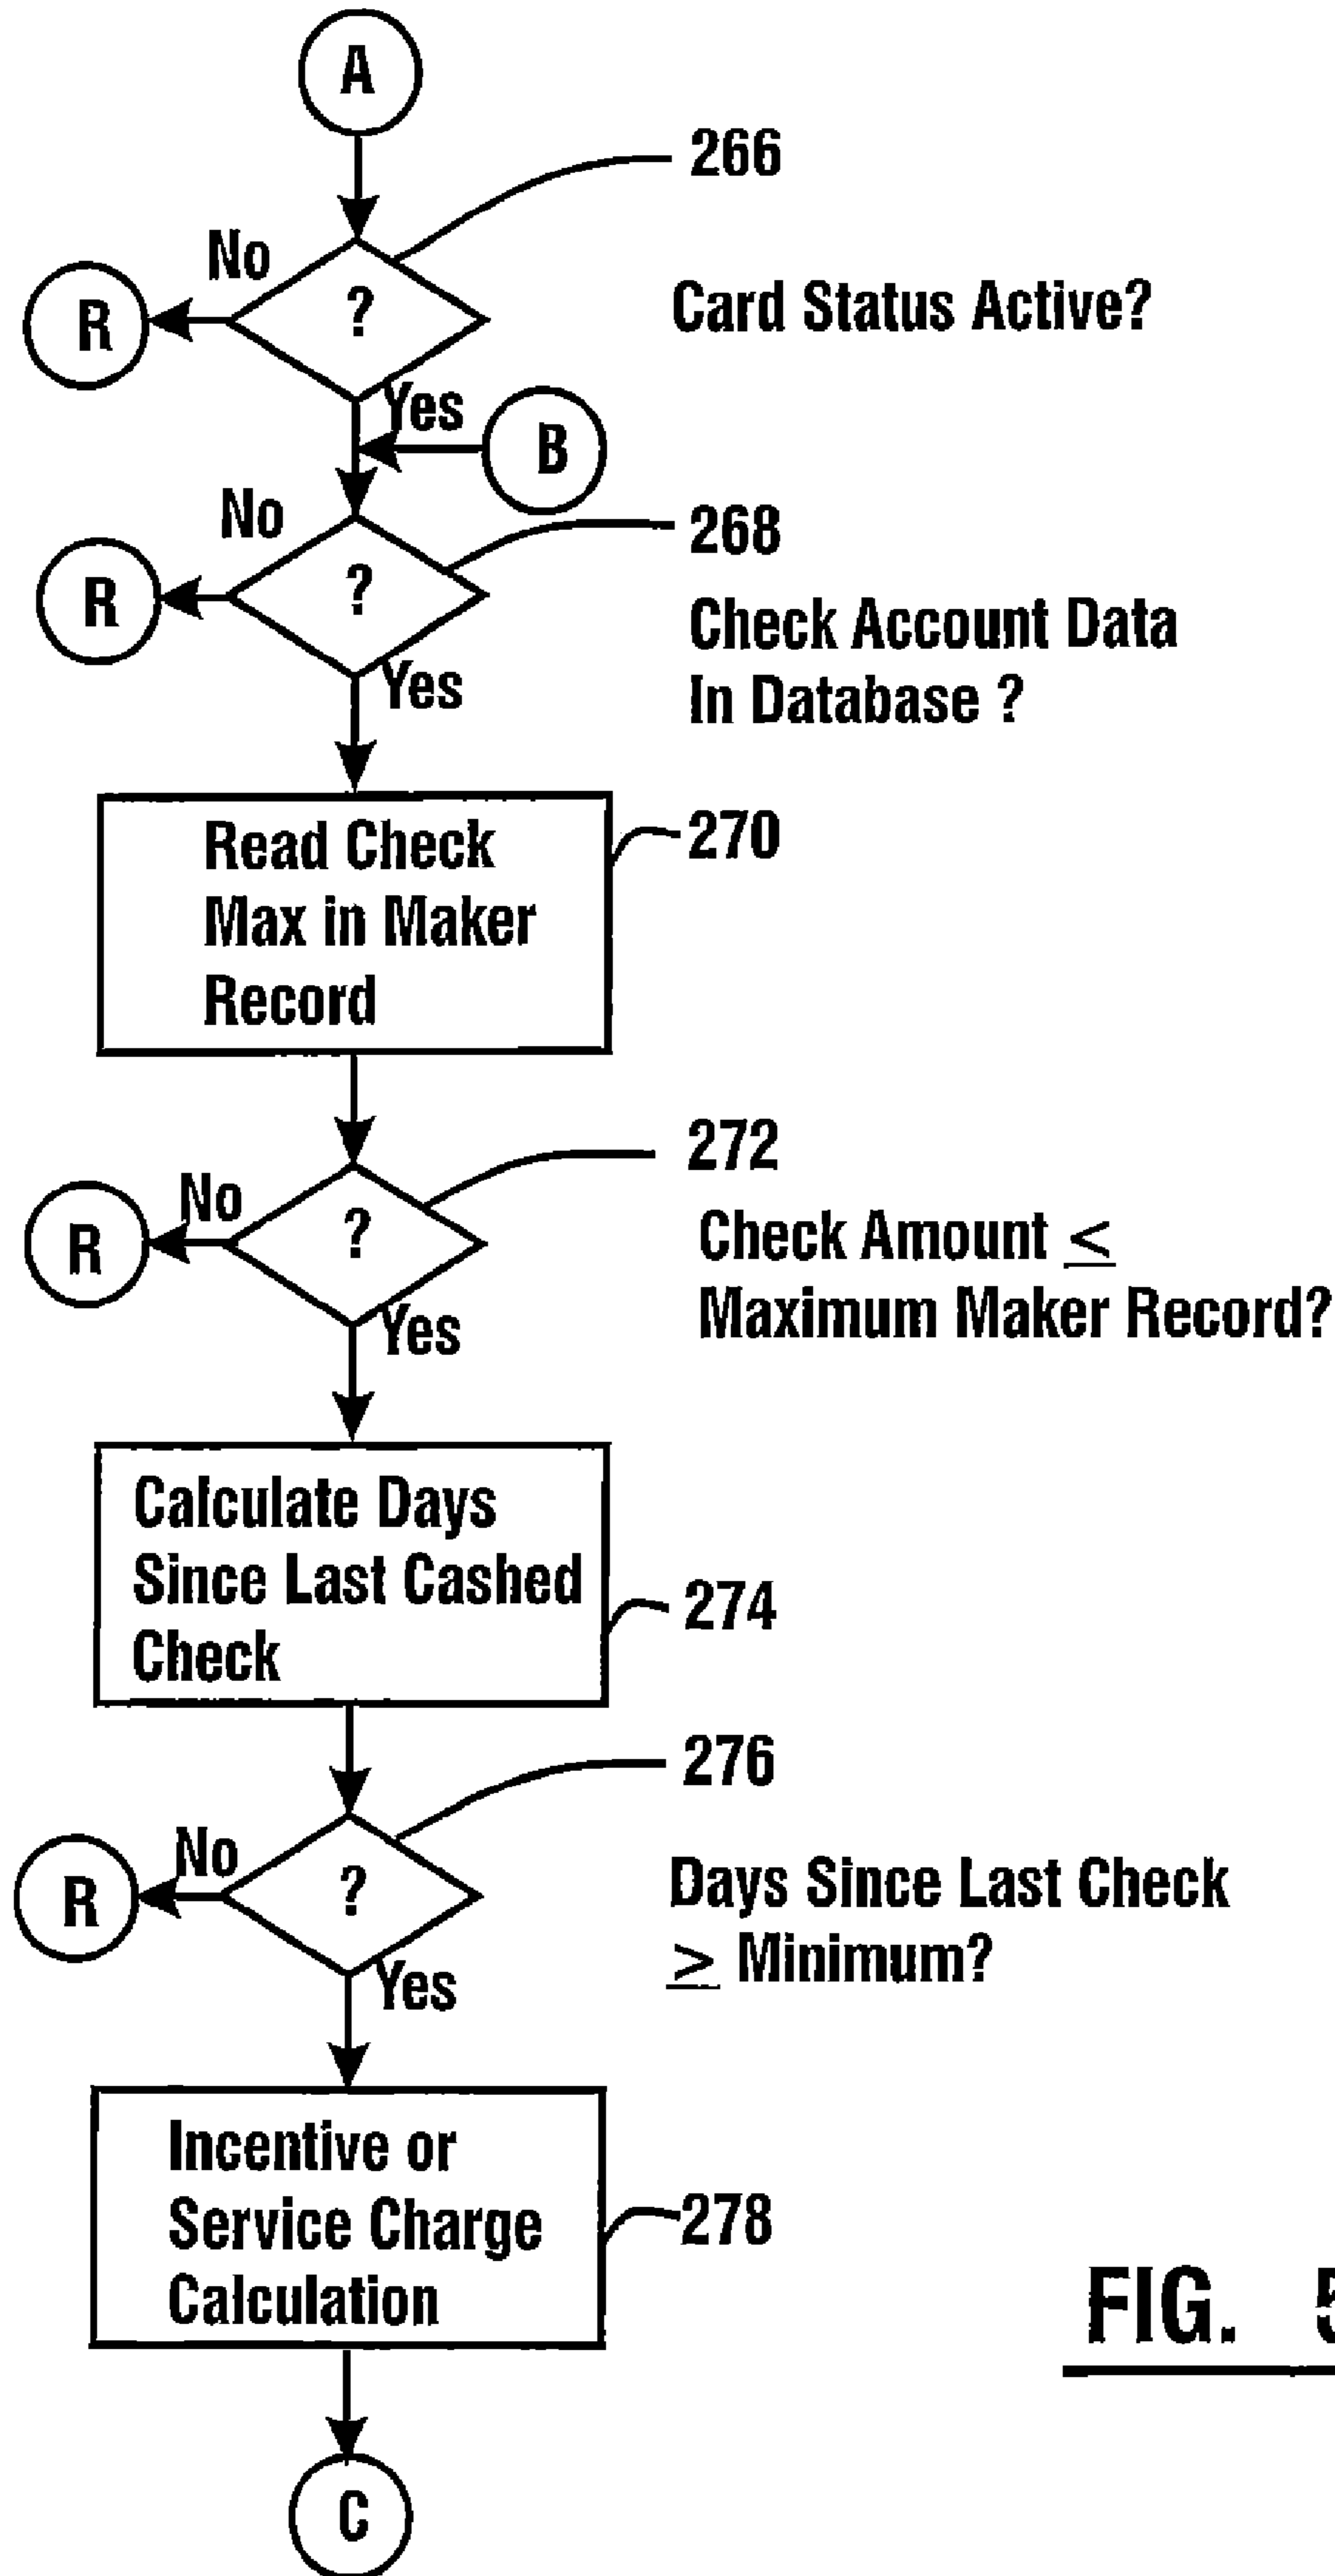 A
266
No
R
?
Card Status Active?
Yes
B
No
268
R
?
Check Account Data
In Database ?
Yes
Read Check
Max in Maker
Record
270
272
No
R
?
Check Amount ≤
Maximum Maker Record?
Yes
Calculate Days
Since Last Cashed
Check
274
276
No
R
?
Days Since Last Check
≥ Minimum?
Yes
Incentive or
Service Charge
Calculation
278
FIG. 5
C